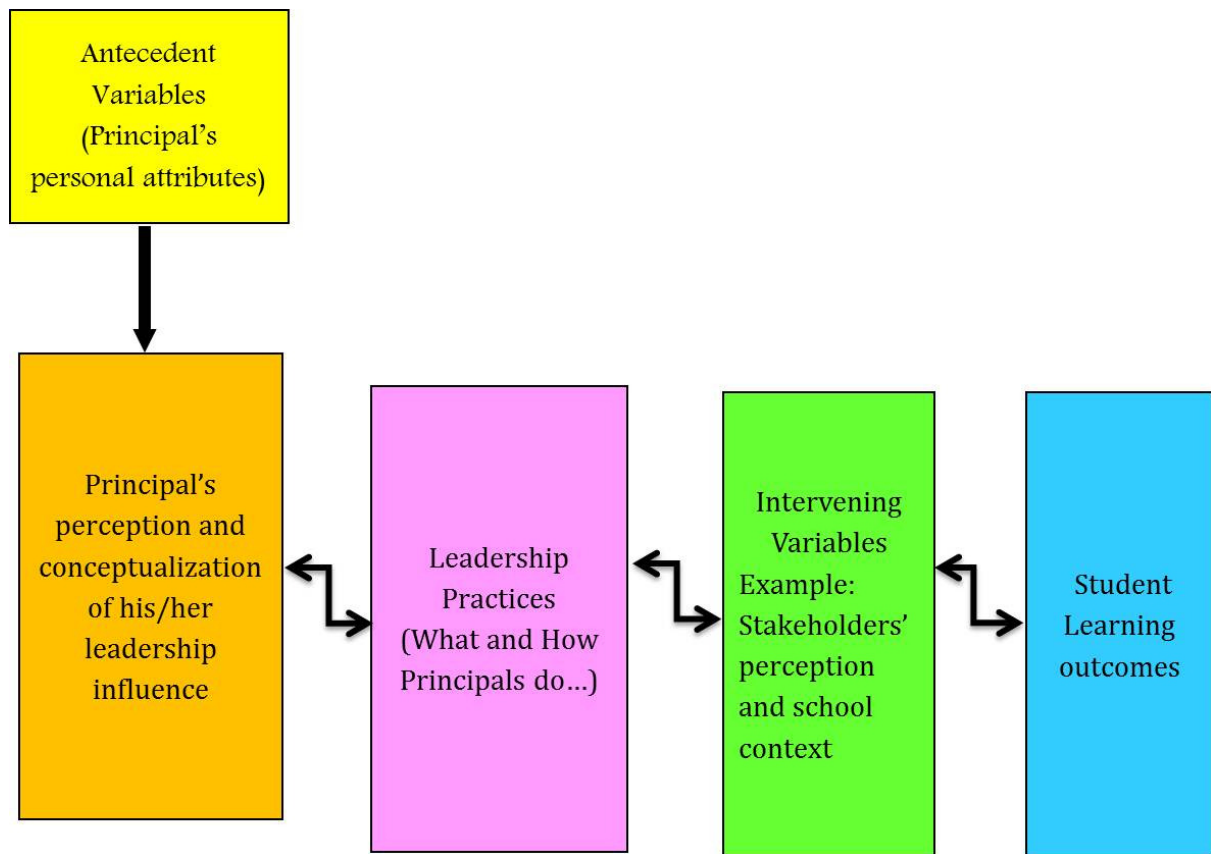 Antecedent
Variables
(Principal’s
personal attributes)
Principal’s
perception and
conceptualization
of his/her
leadership
influence
Leadership
Practices
(What and How
Principals do…)
Intervening
Variables
Example:
Stakeholders’
perception
and school
context
Student
Learning
outcomes